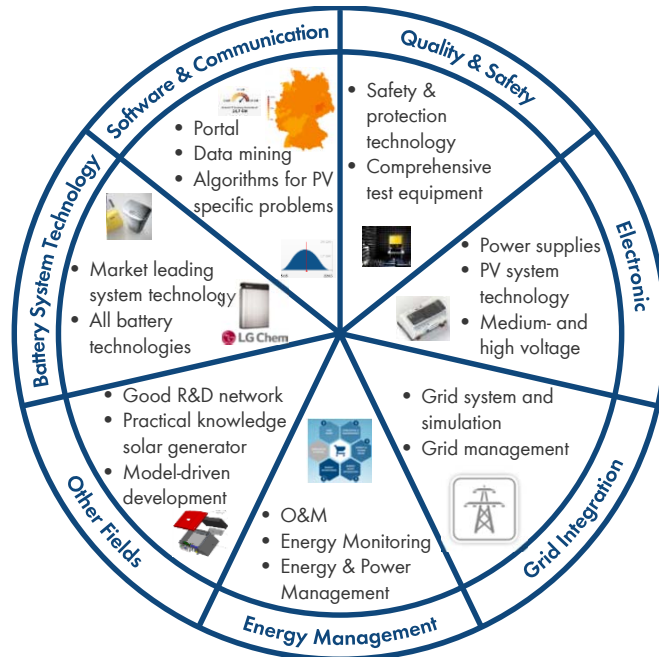 Software & Communication
Quality & Safety
Electronic
Grid Integration
Energy Management
Other Fields
Battery System Technology
• Portal
• Data mining
• Algorithms for PV
specific problems
• Safety &
protection
technology
• Comprehensive
test equipment
• Power supplies
• PV system
technology
• Medium- and
high voltage
• Grid system and
simulation
• Grid management
• O&M
• Energy Monitoring
• Energy & Power
Management
• Good R&D network
• Practical knowledge
solar generator
• Model-driven
development
• Market leading
system technology
• All battery
technologies
LG Chem